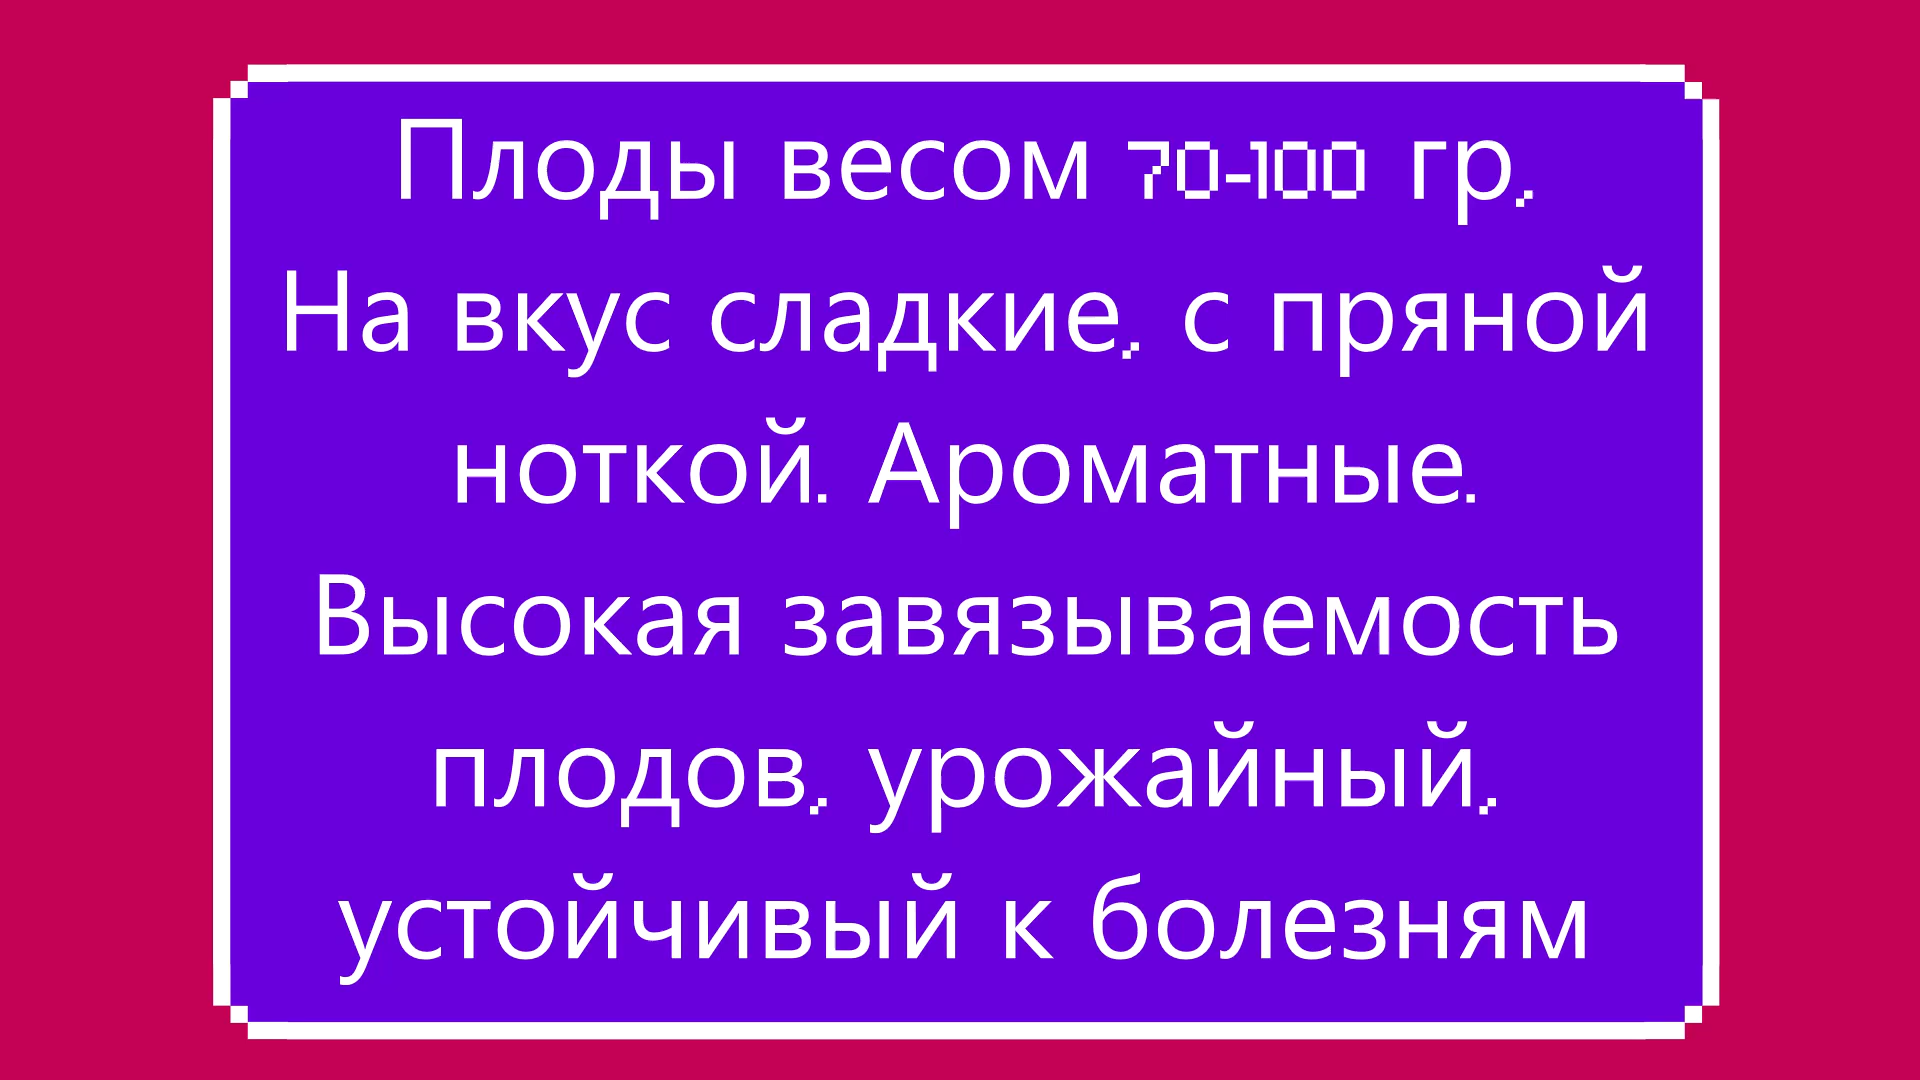 Плоды весом 70-100 гр,
На вкус сладкие, с пряной
ноткой. Ароматные.
Высокая завязываемость
плодов, урожайный,
устойчивый к болезням